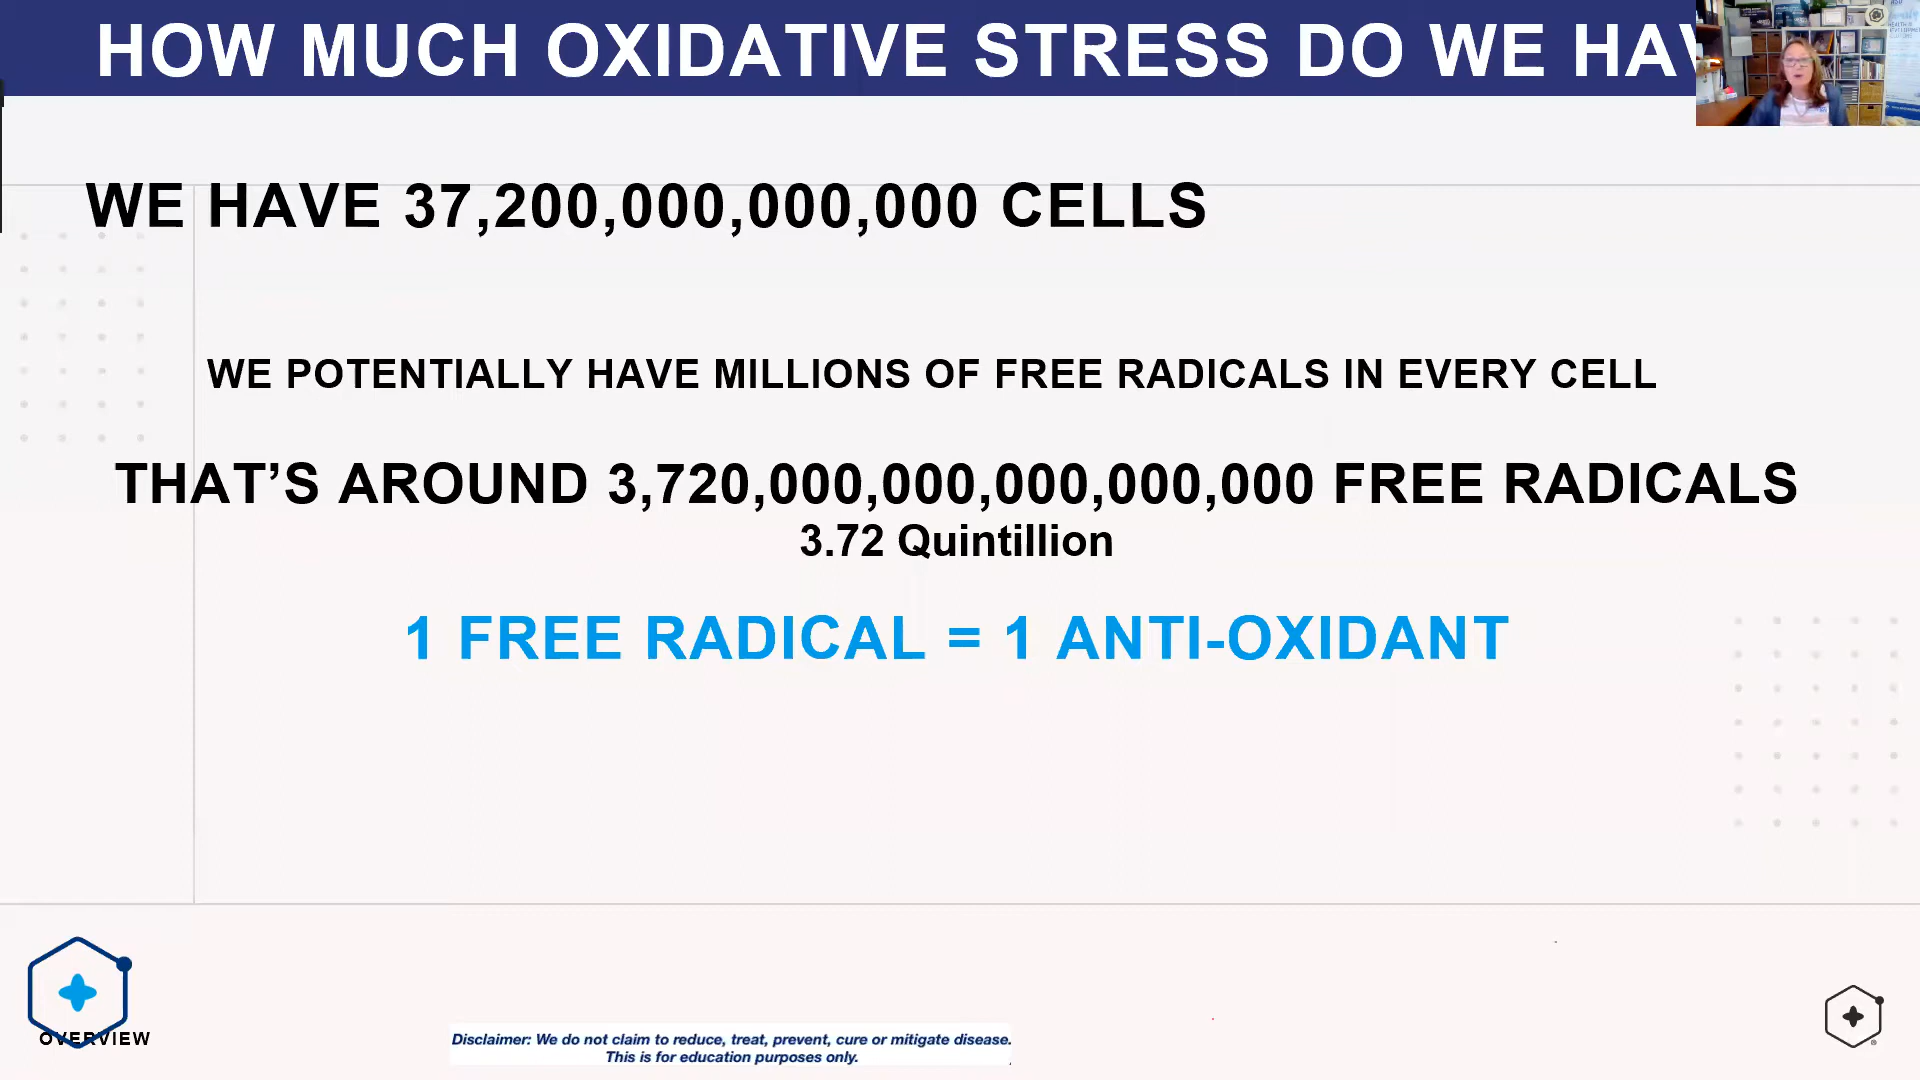 HOW MUCH OXIDATIVE STRESS DO WE HAV
WE HAVE 37,200,000,000,000 CELLS
WE POTENTIALLY HAVE MILLIONS OF FREE RADICALS IN EVERY CELL
THAT’S AROUND 3,720,000,000,000,000,000 FREE RADICALS
3.72 Quintillion
1 FREE RADICAL = 1 ANTI-OXIDANT
OVERVIEW
Disclaimer: We do not claim to reduce, treat, prevent, cure or mitigate disease.
This is for education purposes only.